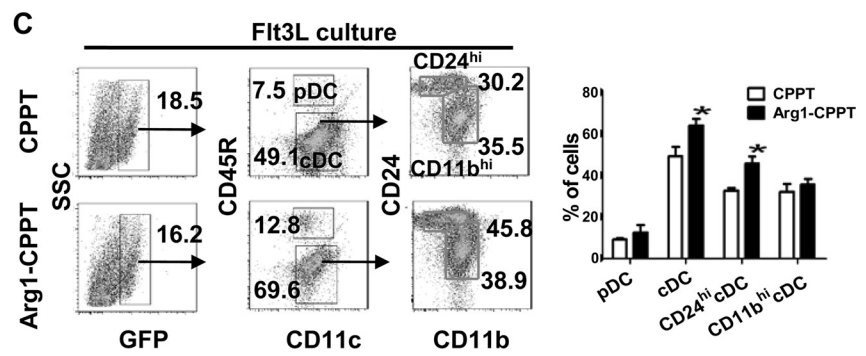 C
Flt3L culture
CPPT
SSC
18.5
CD45R
7.5 pDC
49.1 cDC
CD24
CD24hi
30.2
35.5
CD11bhi
Arg1-CPPT
16.2
12.8
69.6
45.8
38.9
GFP
CD11c
CD11b
% of cells
80
60
40
20
0
CPPT
Arg1-CPPT
*
*
pDC
cDC
CD24hi cDC
CD11bhi cDC